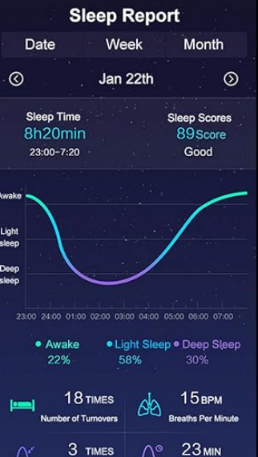 Sleep Report
Date Week Month
Jan 22th
Sleep Time Sleep Scores
8h20min 89Score
23:00-7:20 Good
Awake
Light
sleep
Deep
sleep
23:00 24:00 01:00 02:00 03:00 04:00 05:00 06:00 07:00
Awake Light Sleep Deep Sleep
22% 58% 30%
18 TIMES 15 BPM
Number of Turnovers Breaths Per Minute
3 TIMES 23 MIN